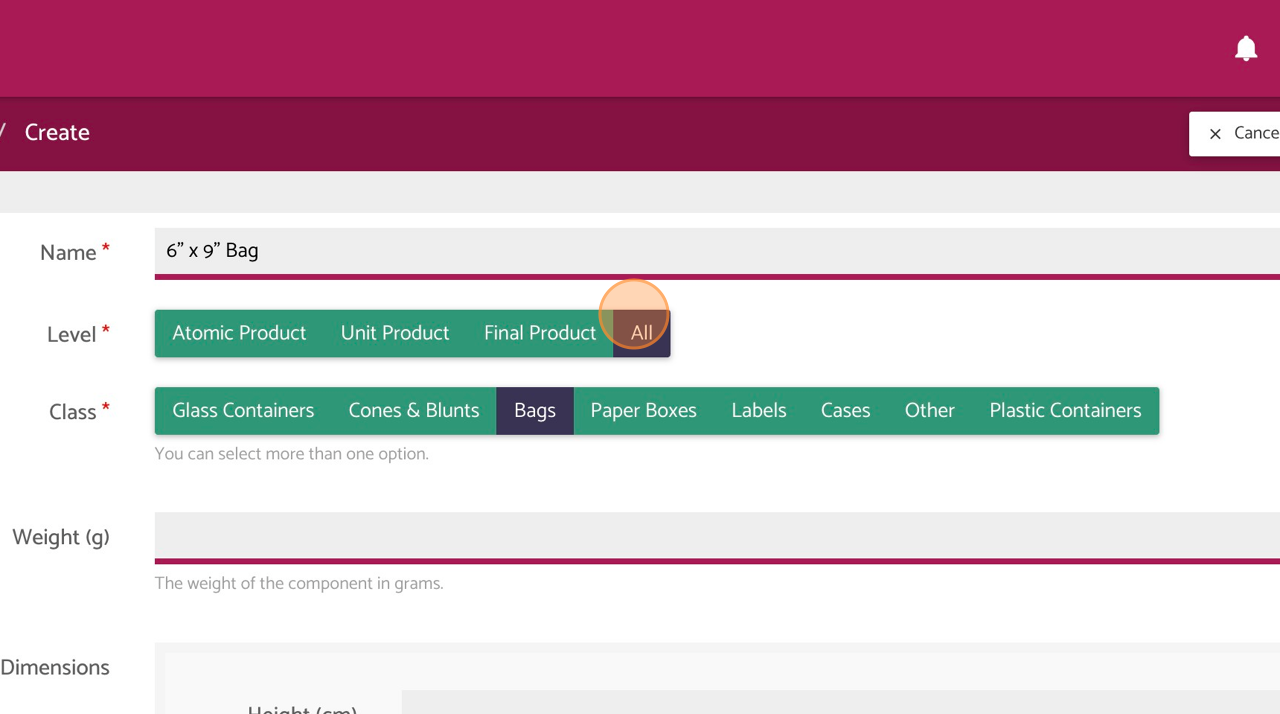 / Create
× Cance
Name *
6” x 9” Bag
Level *
Atomic Product Unit Product Final Product All
Class *
Glass Containers Cones & Blunts Bags Paper Boxes Labels Cases Other Plastic Containers
You can select more than one option.
Weight (g)
The weight of the component in grams.
Dimensions
Height (cm)